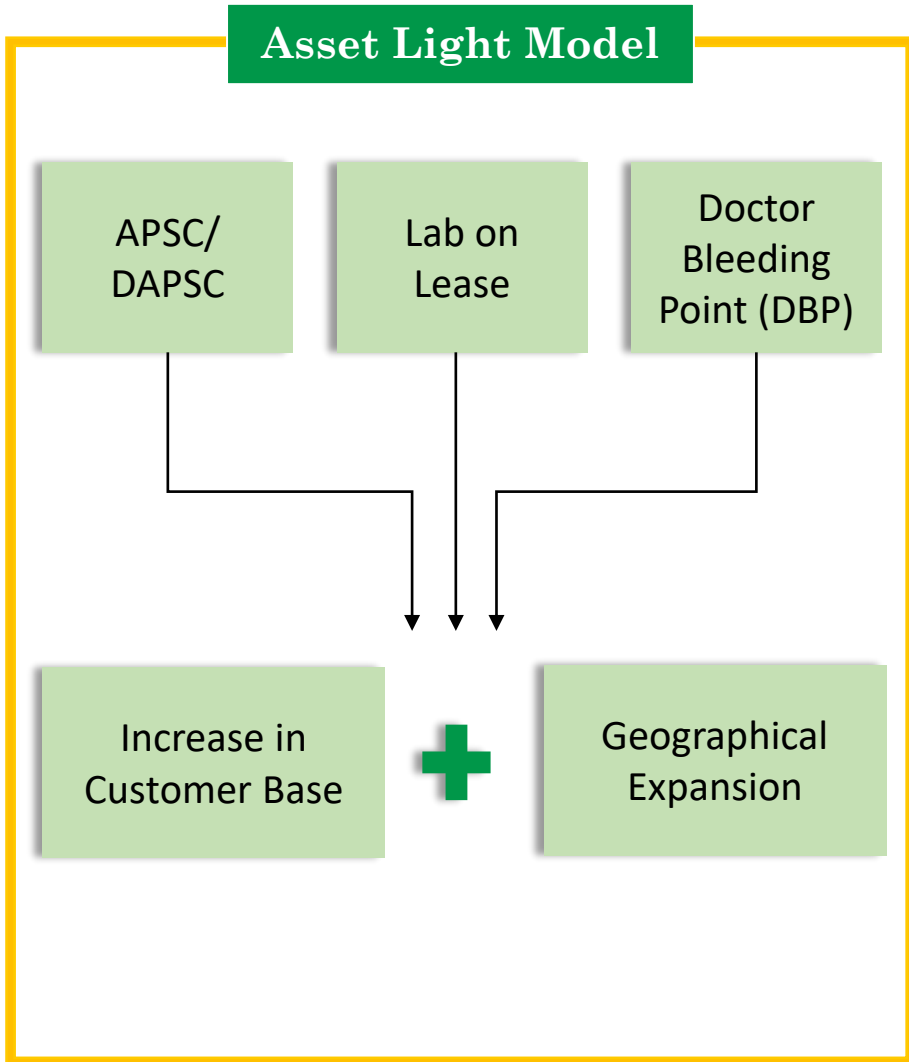 Asset Light Model
APSC/
DAPSC
Lab on
Lease
Doctor
Bleeding
Point (DBP)
Increase in
Customer Base
Geographical
Expansion